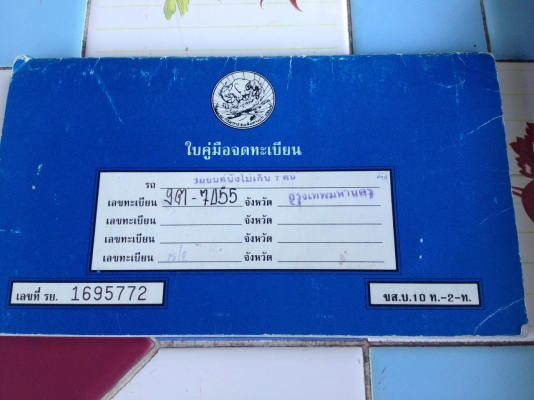 ใบคู่มือจดทะเบียน
รถ รถยนต์นั่งไม่เกิน 7 คน
เลขทะเบียน จังหวัด กรุงเทพมหานคร
เลขทะเบียน จังหวัด
เลขทะเบียน จังหวัด
เลขทะเบียน จังหวัด
เลขที่ รย. 1695772
ขส.บ.10 ท.-2-ท.